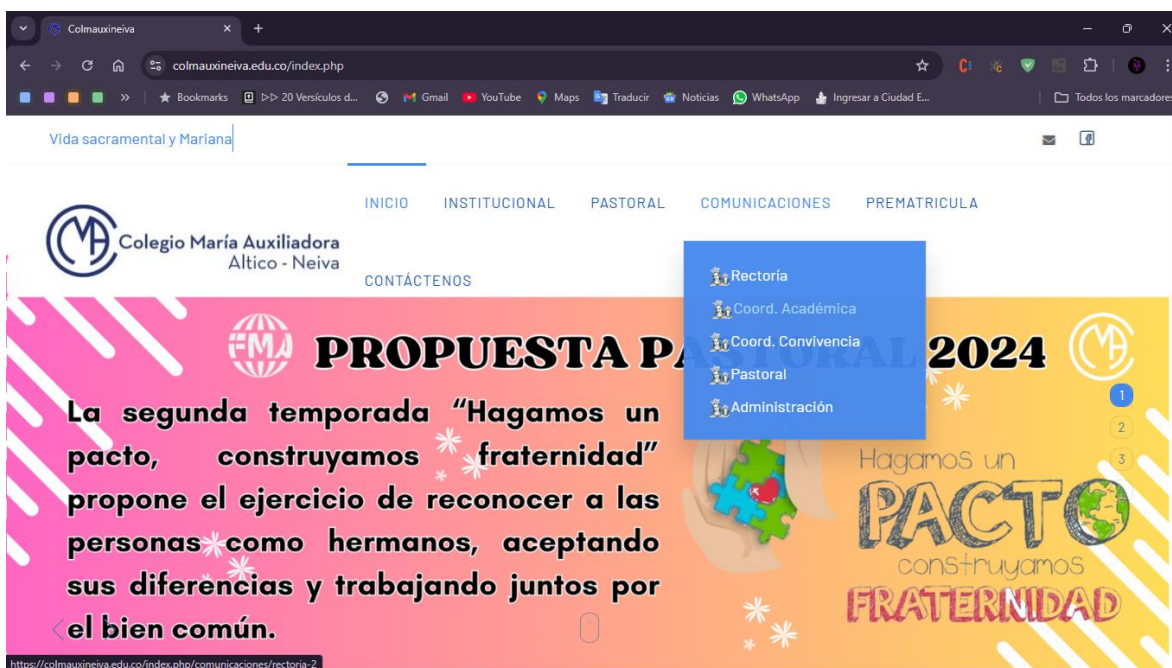 Colmauxineiva
colmauxineiva.edu.co/index.php
Bookmarks ▷▷ 20 Versículos d... Gmail YouTube Maps Traducir Noticias WhatsApp Ingresar a Ciudad E... Todos los marcadores
Vida sacramental y Mariana
INICIO INSTITUCIONAL PASTORAL COMUNICACIONES PREMATRICULA
Colegio María Auxiliadora
Altico - Neiva
CONTÁCTENOS
Rectoría
Coord. Académica
Coord. Convivencia
Pastoral
Administración
FMA PROPUESTA PASTORAL 2024
La segunda temporada “Hagamos un
pacto, construyamos fraternidad”
propone el ejercicio de reconocer a las
personas como hermanos, aceptando
sus diferencias y trabajando juntos por
el bien común.
Hagamos un
PACTO
construyamos
FRATERNIDAD
1
2
3
https://colmauxineiva.edu.co/index.php/comunicaciones/rectoria-2